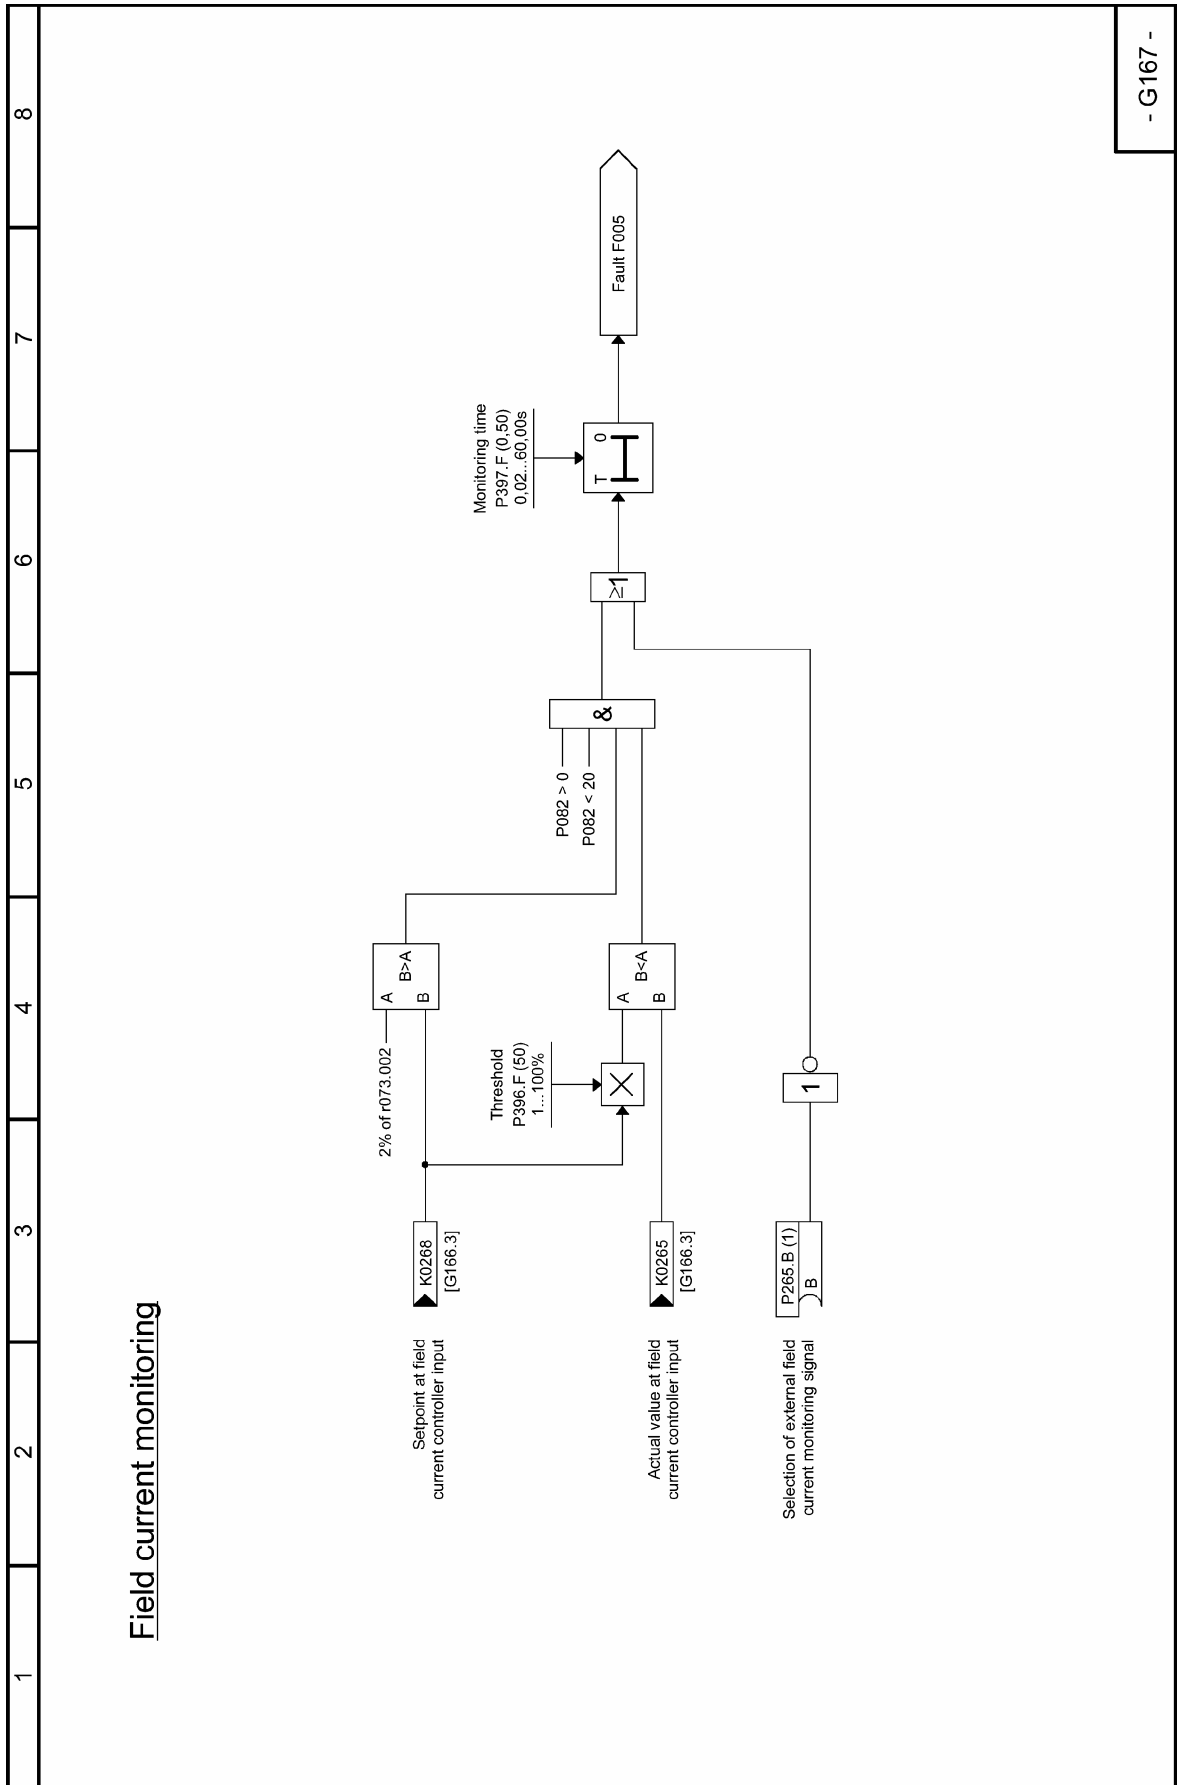 Field current monitoring
1
2
3
4
5
6
7
8
Setpoint at field
current controller input
K0268
[G166.3]
2% of r073.002
A
B
B>A
Threshold
P396.F (50)
1...100%
Actual value at field
current controller input
K0265
[G166.3]
A
B
B<A
P082 > 0
P082 < 20
&
≥1
Monitoring time
P397.F (0,50)
0,02...60,00s
T 0
Fault F005
Selection of external field
current monitoring signal
P265.B (1)
B
1
- G167 -